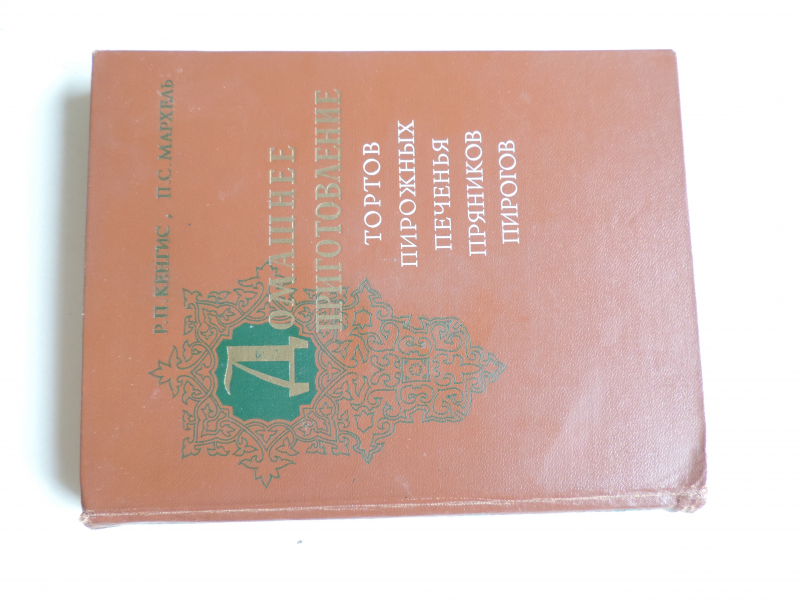 Р.П.КЕНГИС, П.С.МАРХЕЛЬ
ДОМАШНЕЕ
ПРИГОТОВЛЕНИЕ
ТОРТОВ
ПИРОЖНЫХ
ПЕЧЕНЬЯ
ПРЯНИКОВ
ПИРОГОВ